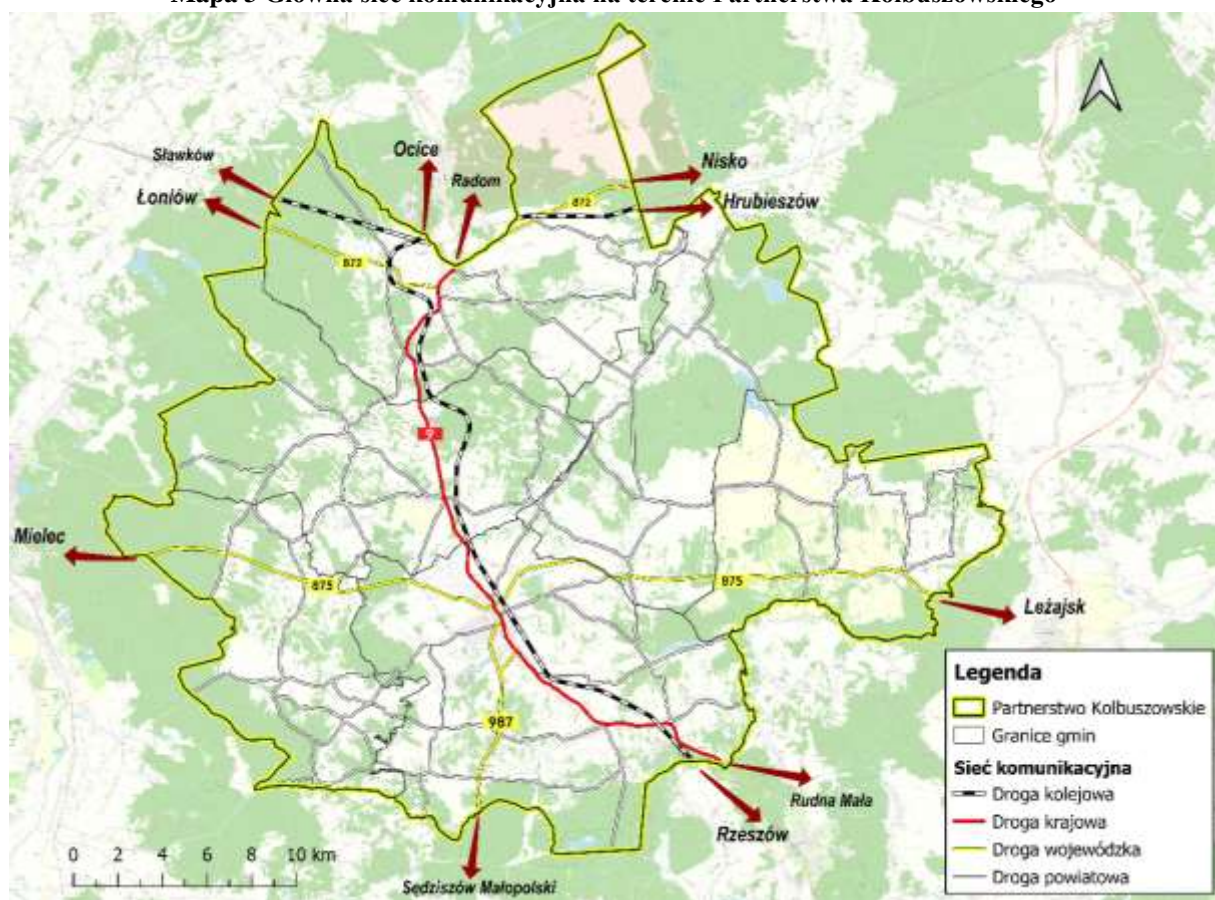 Mapa 3 Główna sieć komunikacyjna na terenie Partnerstwa Kolbuszowskiego
Sławków
Ocice
Radom
Nisko
Łoniów
Hrubieszów
872
872
9
Mielec
875
875
Leżajsk
987
Rudna Mała
Rzeszów
Sędziszów Małopolski
0 2 4 6 8 10 km
Legenda
Partnerstwo Kolbuszowskie
Granice gmin
Sieć komunikacyjna
Droga kolejowa
Droga krajowa
Droga wojewódzka
Droga powiatowa